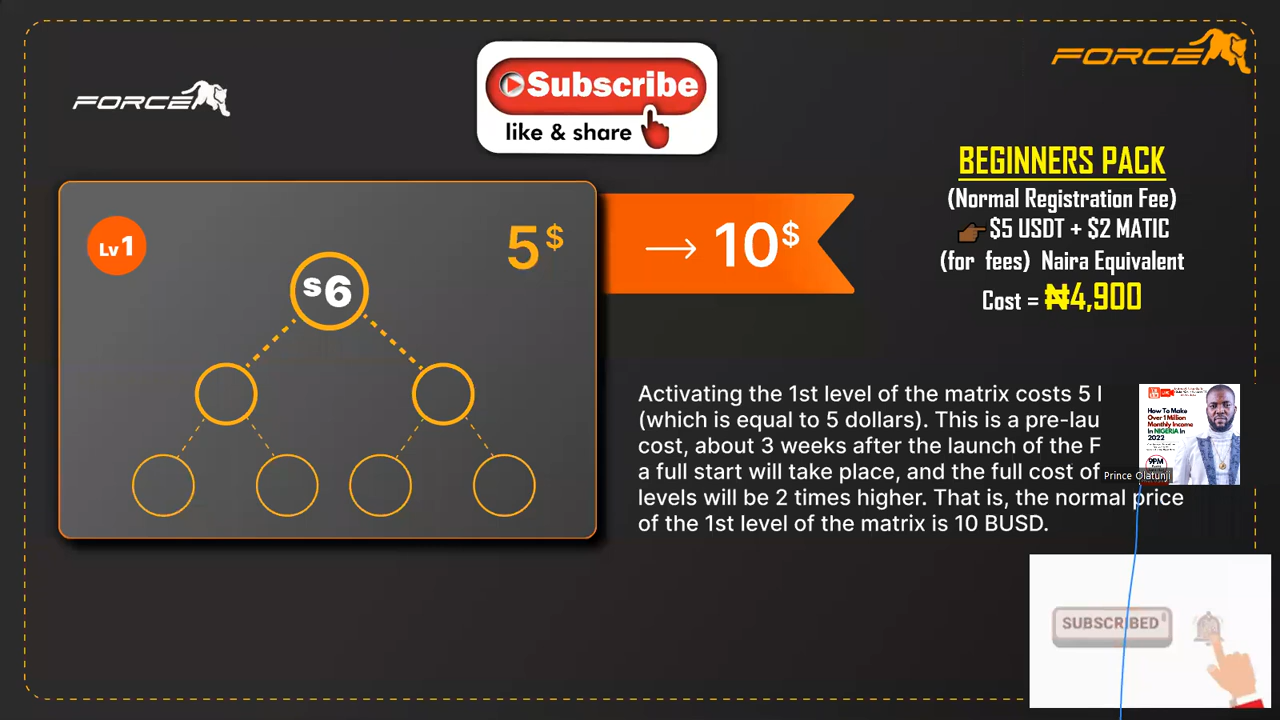 FORCE
FORCE
Subscribe
like & share
BEGINNERS PACK
(Normal Registration Fee)
$5 USDT + $2 MATIC
(for fees) Naira Equivalent
Cost = ₦4,900
Lv 1
5$
→ 10$
s6
Activating the 1st level of the matrix costs 5
(which is equal to 5 dollars). This is a pre-lau
cost, about 3 weeks after the launch of the F
a full start will take place, and the full cost of
levels will be 2 times higher. That is, the normal price
of the 1st level of the matrix is 10 BUSD.
How To Make
Over 1 Million
Monthly Income
In NIGERIA In
2022
9PM
Prince Olatunji
SUBSCRIBED